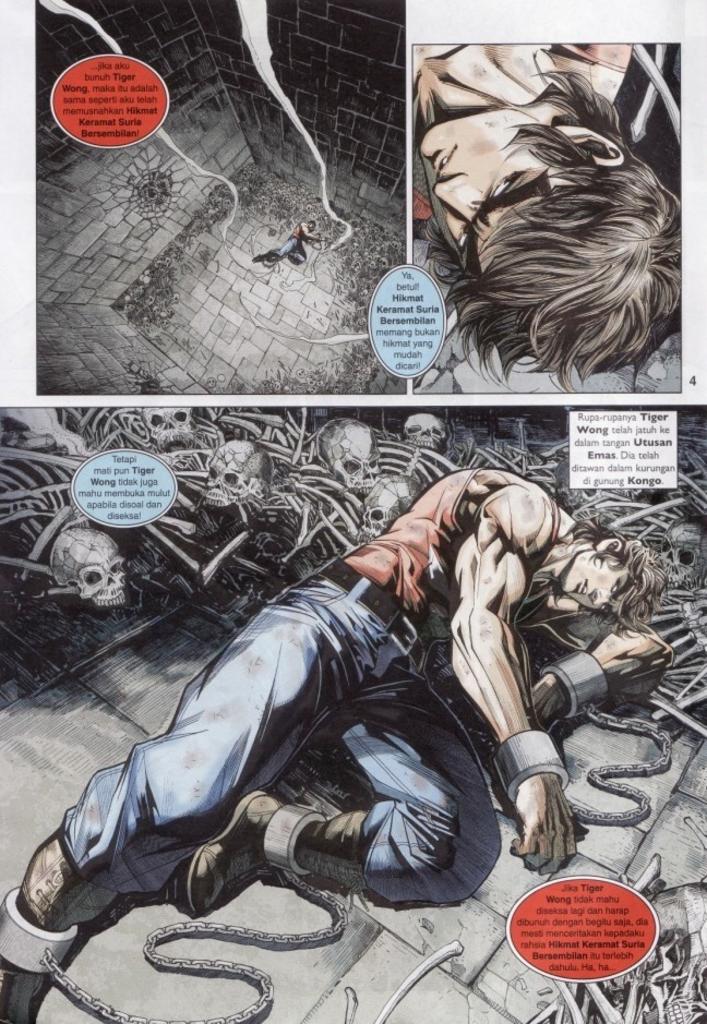 ...jika aku
bunuh Tiger
Wong, maka itu adalah
sama seperti aku telah
memusnahkan Hikmat
Keramat Suria
Bersembilan!
Ya,
betul!
Hikmat
Keramat Suria
Bersembilan
memang bukan
hikmat yang
mudah
dicari!
4
Tetapi
mati pun Tiger
Wong tidak juga
mahu membuka mulut
apabila disoal dan
diseksa!
Rupa-rupanya Tiger
Wong telah jatuh ke
dalam tangan Utusan
Emas. Dia telah
ditawan dalam kurungan
di gunung Kongo.
Jika Tiger
Wong tidak mahu
diseksa lagi dan harap
dibunuh dengan begitu saja, dia
mesti menceritakan kepadaku
rahsia Hikmat Keramat Suria
Bersembilan itu terlebih
dahulu. Ha, ha...